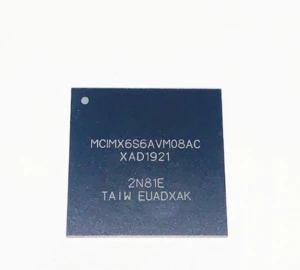 MCIMX6S6AVM08AC
XAD1921
2N81E
TAIW EUADXAK